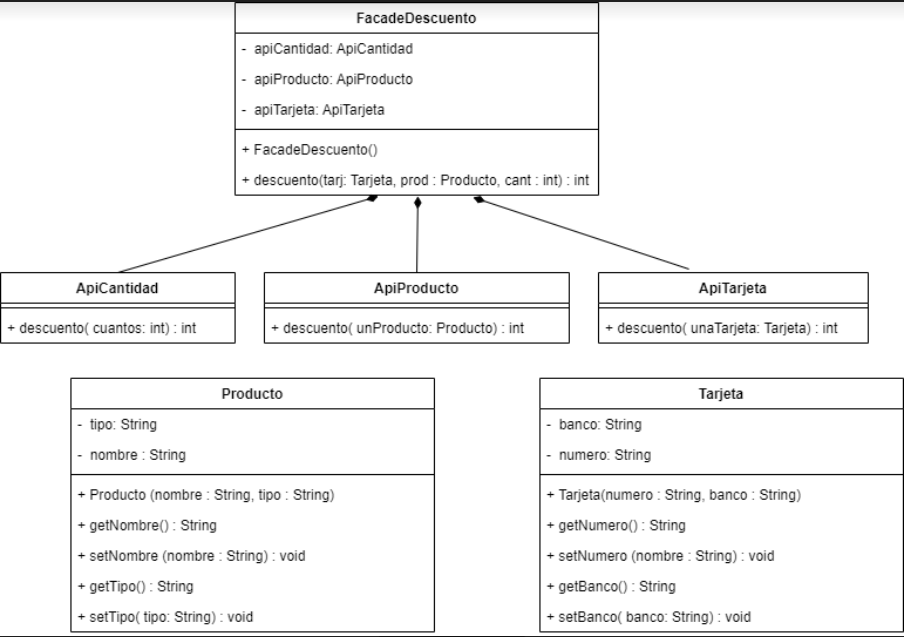 FacadeDescuento
- apiCantidad: ApiCantidad
- apiProducto: ApiProducto
- apiTarjeta: ApiTarjeta
+ FacadeDescuento()
+ descuento(tarj: Tarjeta, prod : Producto, cant : int) : int
ApiCantidad
+ descuento( cuantos: int) : int
ApiProducto
+ descuento( unProducto: Producto) : int
ApiTarjeta
+ descuento( unaTarjeta: Tarjeta) : int
Producto
- tipo: String
- nombre : String
+ Producto (nombre : String, tipo : String)
+ getNombre() : String
+ setNombre (nombre : String) : void
+ getTipo() : String
+ setTipo( tipo: String) : void
Tarjeta
- banco: String
- numero: String
+ Tarjeta(numero : String, banco : String)
+ getNumero() : String
+ setNumero (nombre : String) : void
+ getBanco() : String
+ setBanco( banco: String) : void